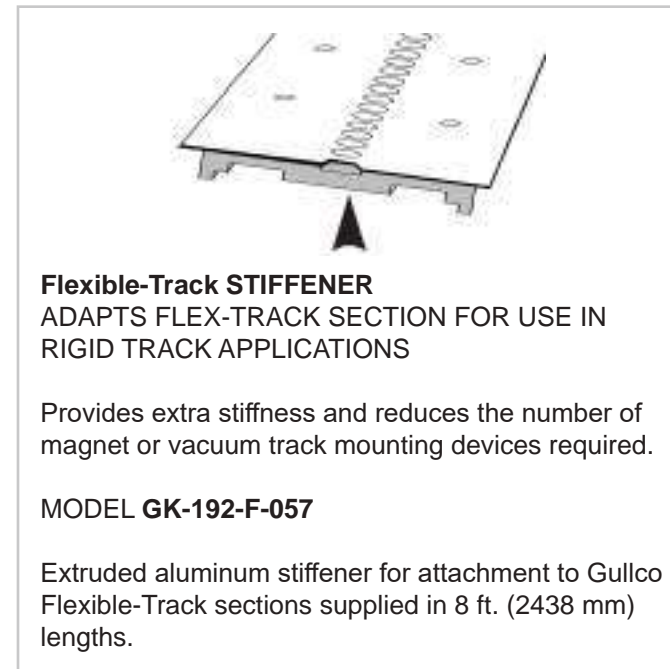 Flexible-Track STIFFENER
ADAPTS FLEX-TRACK SECTION FOR USE IN
RIGID TRACK APPLICATIONS
Provides extra stiffness and reduces the number of
magnet or vacuum track mounting devices required.
MODEL GK-192-F-057
Extruded aluminum stiffener for attachment to Gullco
Flexible-Track sections supplied in 8 ft. (2438 mm)
lengths.